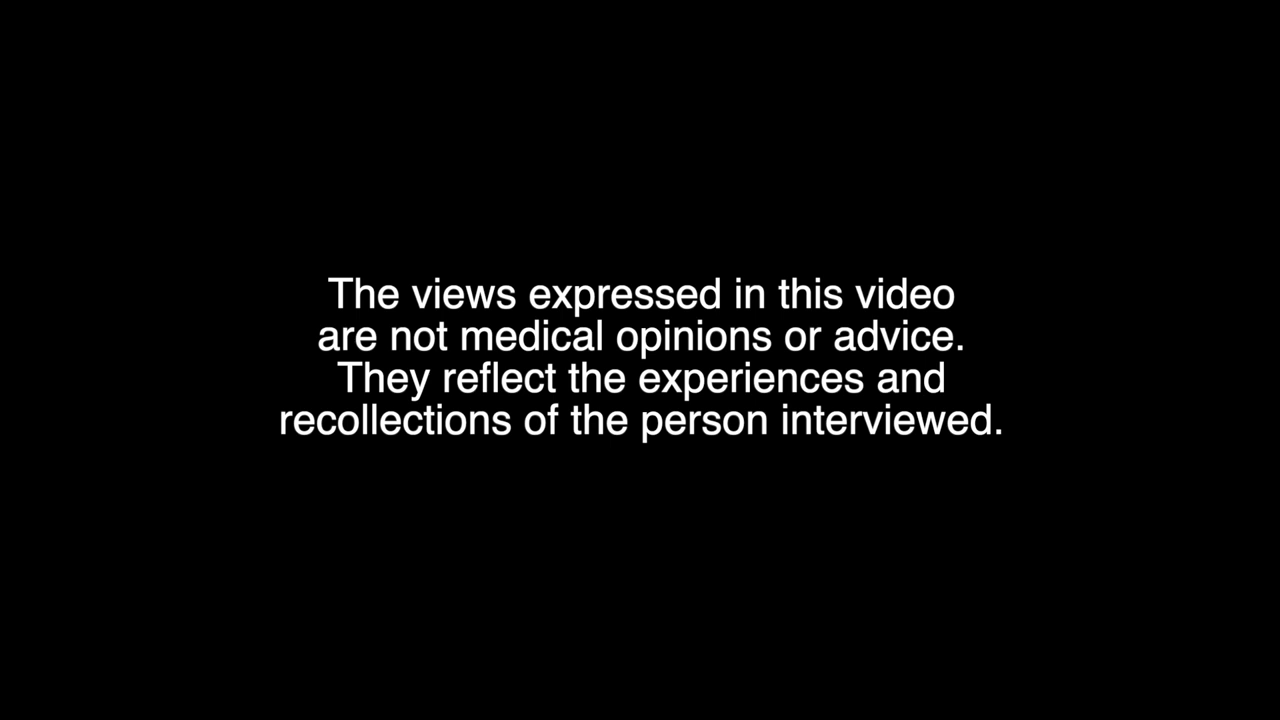 The views expressed in this video
are not medical opinions or advice.
They reflect the experiences and
recollections of the person interviewed.